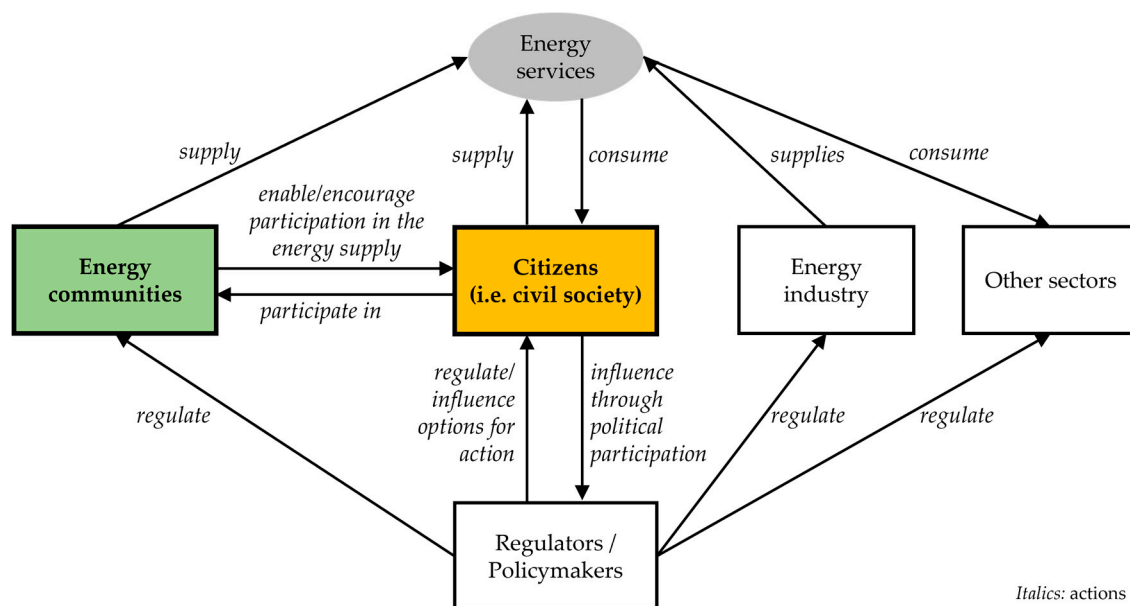 Energy
services
supply
supply
consume
supplies
consume
enable/encourage
participation in the
energy supply
Energy
communities
Citizens
(i.e. civil society)
Energy
industry
Other sectors
participate in
regulate
regulate/
influence
options for
action
influence
through
political
participation
regulate
regulate
Regulators /
Policymakers
Italics: actions